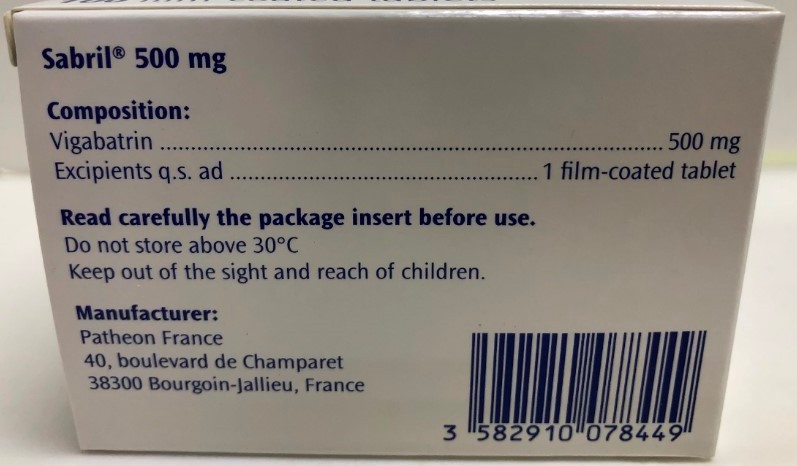 Sabril® 500 mg
Composition:
Vigabatrin ........................................................................................ 500 mg
Excipients q.s. ad ...................................................... 1 film-coated tablet
Read carefully the package insert before use.
Do not store above 30°C
Keep out of the sight and reach of children.
Manufacturer:
Patheon France
40, boulevard de Champaret
38300 Bourgoin-Jallieu, France
3 582910 078449